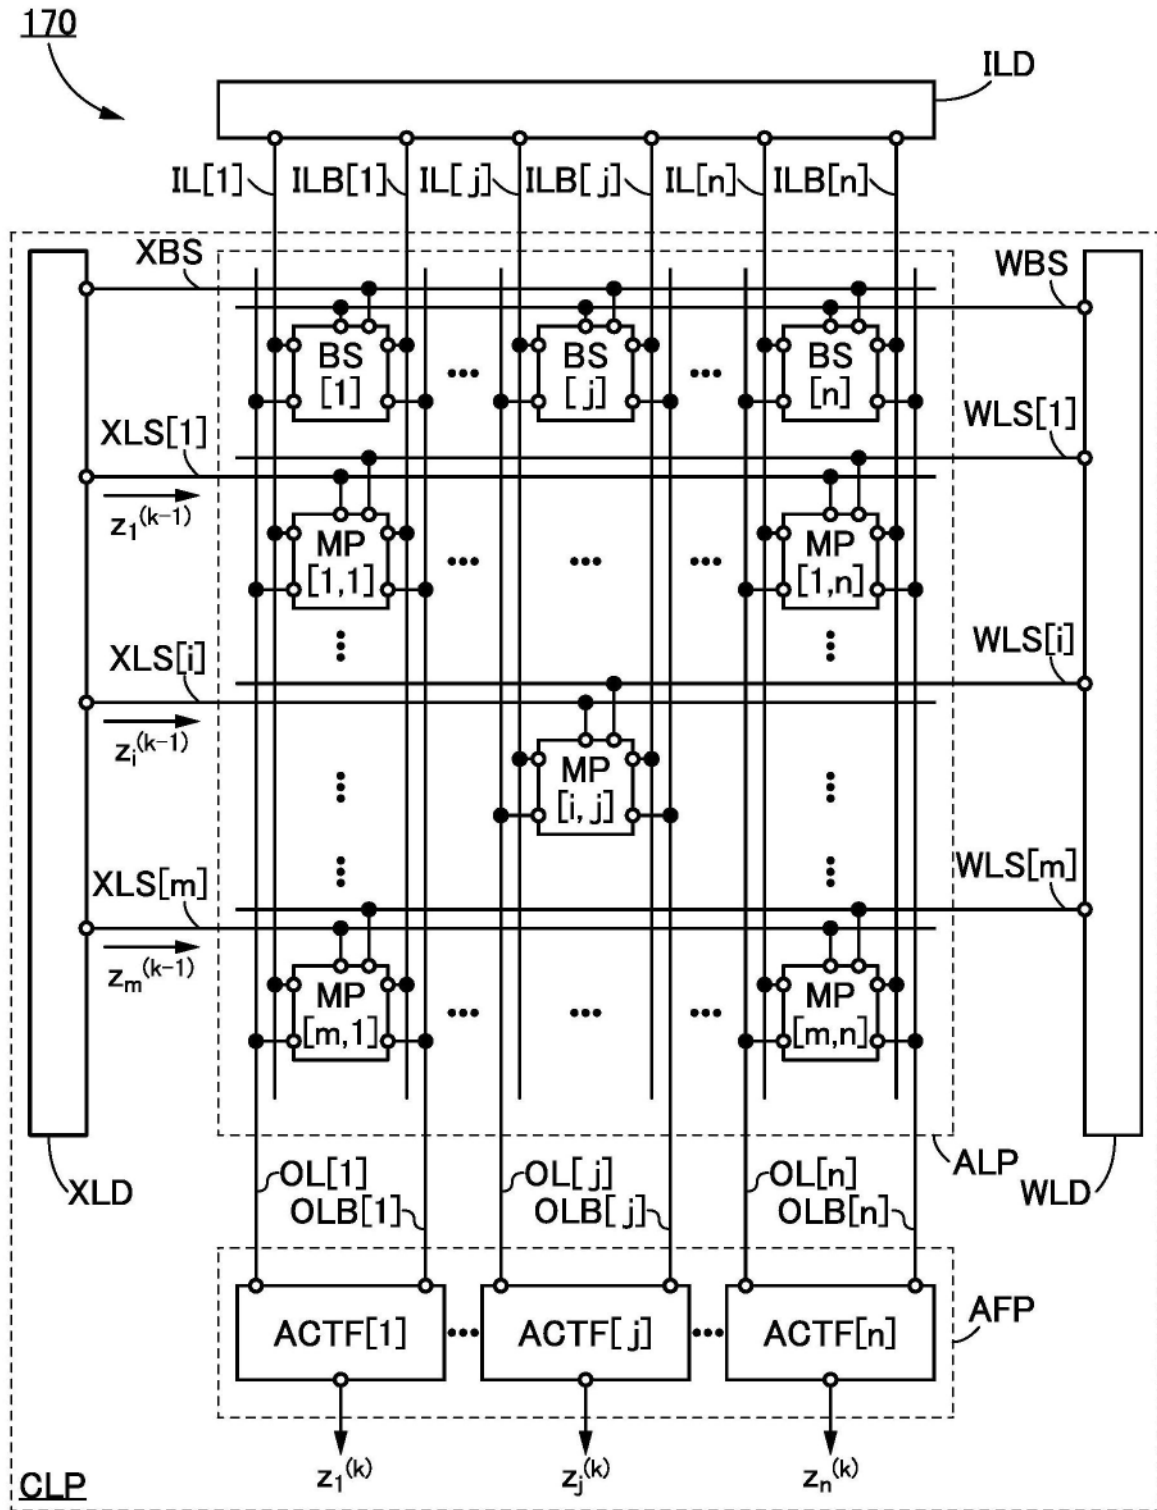 170
ILD
IL[1] ILB[1] IL[j] ILB[j] IL[n] ILB[n]
XBS WBS
BS [1] BS [j] BS [n]
XLS[1] WLS[1]
z₁⁽ᵏ⁻¹⁾
MP [1,1] MP [1,n]
XLS[i] WLS[i]
zᵢ⁽ᵏ⁻¹⁾
MP [i,j]
XLS[m] WLS[m]
zₘ⁽ᵏ⁻¹⁾
MP [m,1] MP [m,n]
XLD OL[1] OL[j] OL[n] ALP WLD
OLB[1] OLB[j] OLB[n]
AFP
ACTF[1] ACTF[j] ACTF[n]
z₁⁽ᵏ⁾ zⱼ⁽ᵏ⁾ zₙ⁽ᵏ⁾
CLP